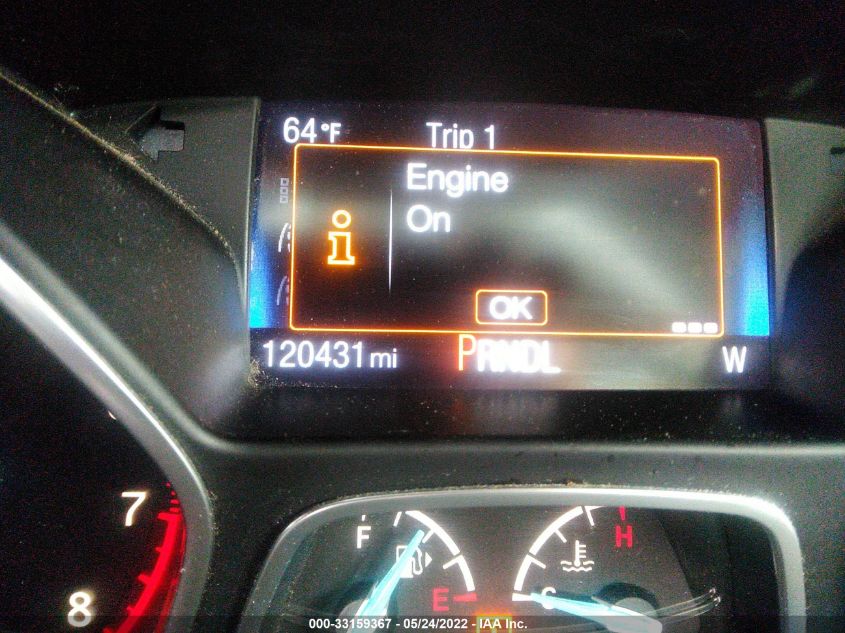 64°F Trip 1
Engine
On
OK
120431 mi PRNDL W
7
8
F
E
H
C
000-33159367 - 05/24/2022 - IAA Inc.